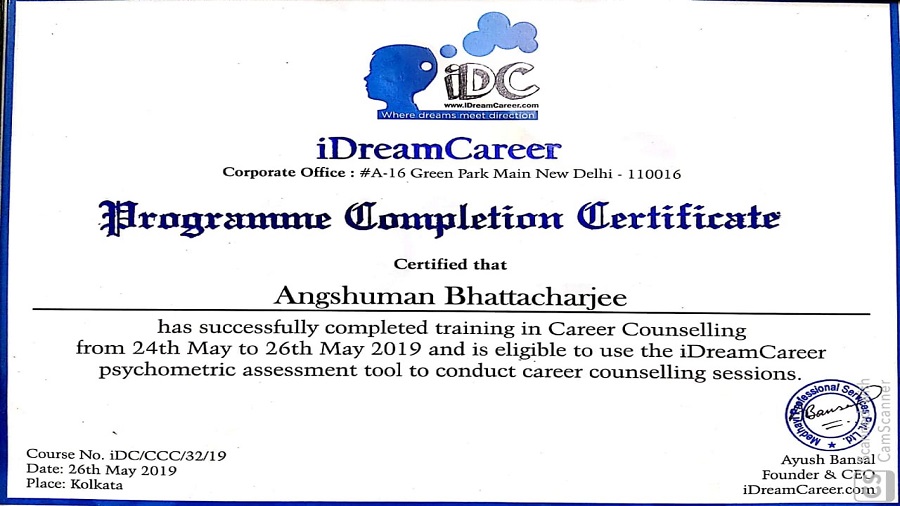 iDC
www.iDreamCareer.com
Where dreams meet direction
iDreamCareer
Corporate Office : #A-16 Green Park Main New Delhi - 110016
Programme Completion Certificate
Certified that
Angshuman Bhattacharjee
has successfully completed training in Career Counselling
from 24th May to 26th May 2019 and is eligible to use the iDreamCareer
psychometric assessment tool to conduct career counselling sessions.
Medhavi Professional Services Pvt. Ltd.
Bansal
Course No. iDC/CCC/32/19
Date: 26th May 2019
Place: Kolkata
Ayush Bansal
Founder & CEO
iDreamCareer.com
CS
CamScanner